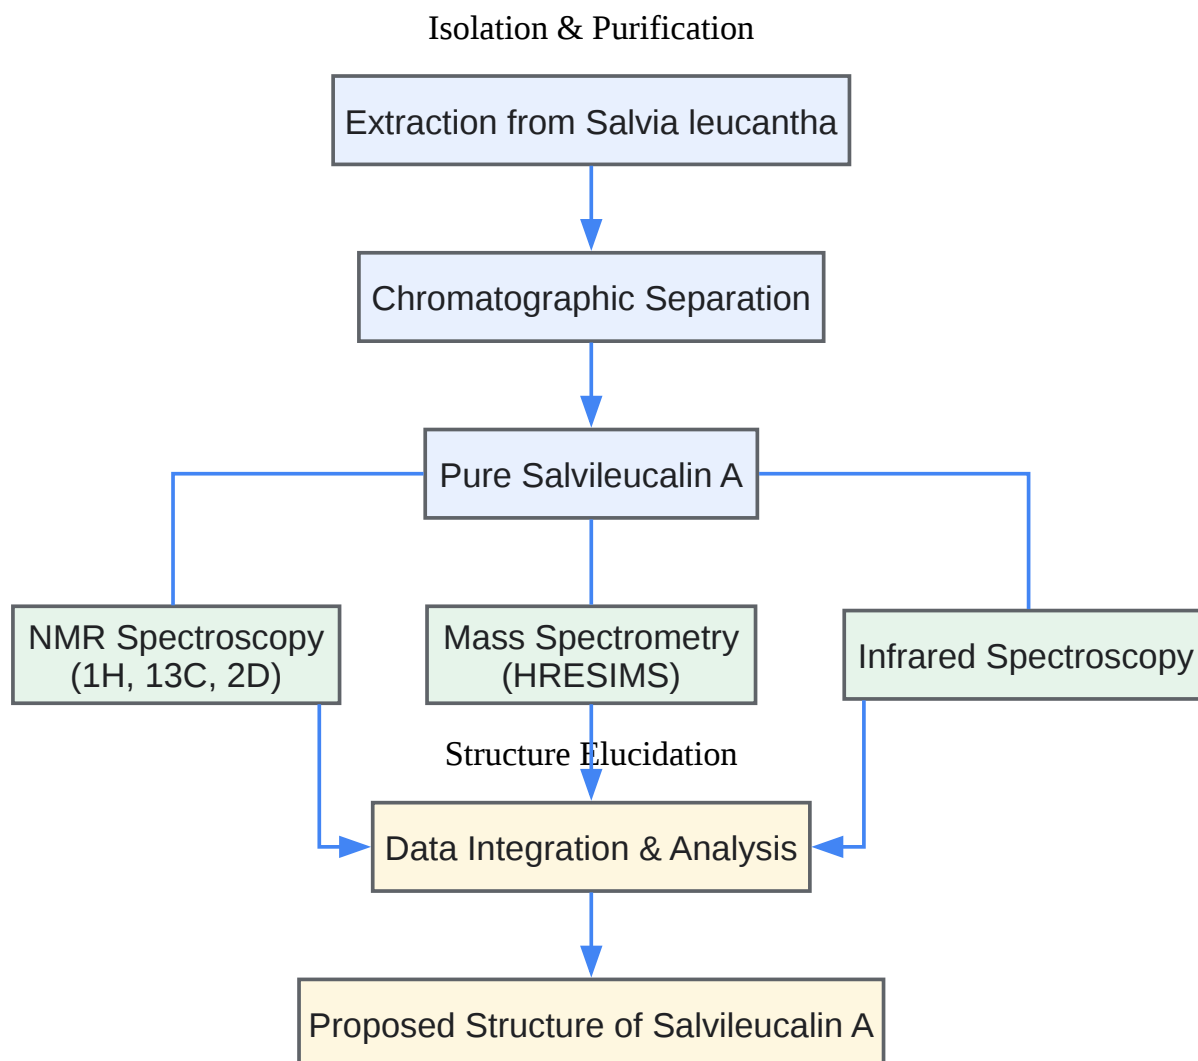 Isolation & Purification
Extraction from Salvia leucantha
Chromatographic Separation
Pure Salvileucalin A
NMR Spectroscopy
(1H, 13C, 2D)
Mass Spectrometry
(HRESIMS)
Infrared Spectroscopy
Structure Elucidation
Data Integration & Analysis
Proposed Structure of Salvileucalin A